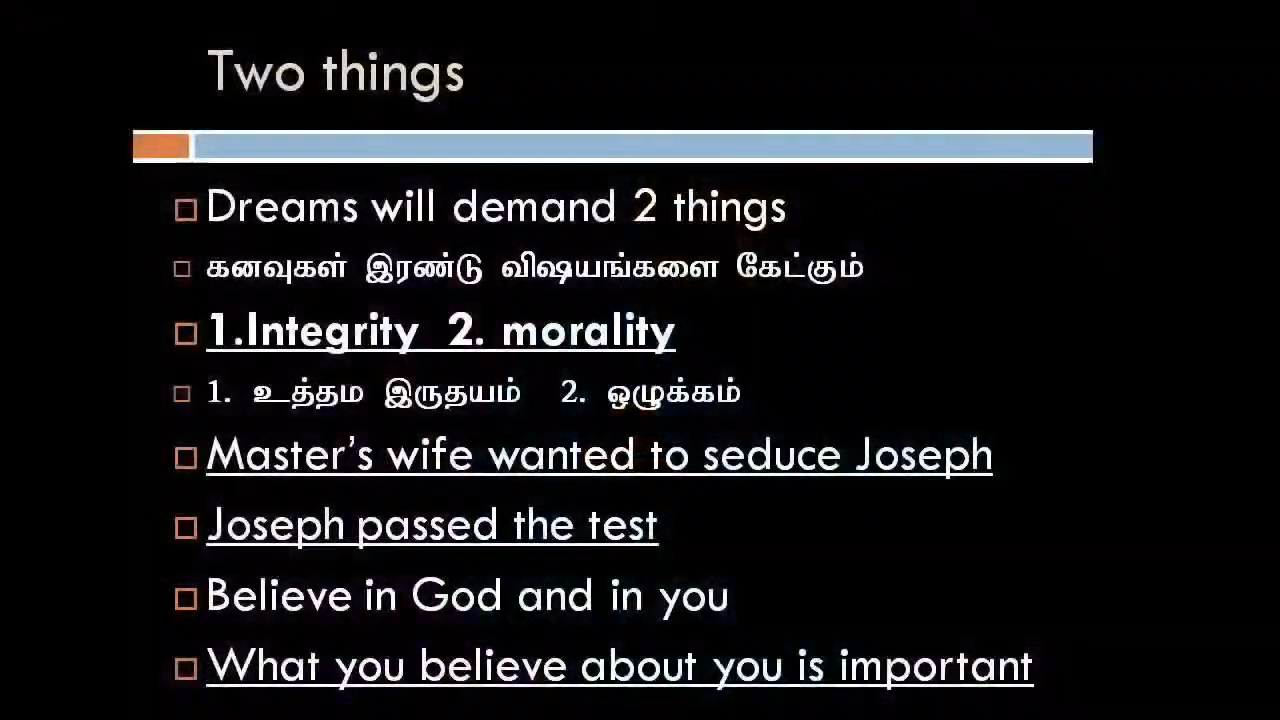 Two things
Dreams will demand 2 things
கனவுகள் இரண்டு விஷயங்களை கேட்கும்
1.Integrity 2. morality
1. உத்தம இருதயம் 2. ஒழுக்கம்
Master's wife wanted to seduce Joseph
Joseph passed the test
Believe in God and in you
What you believe about you is important